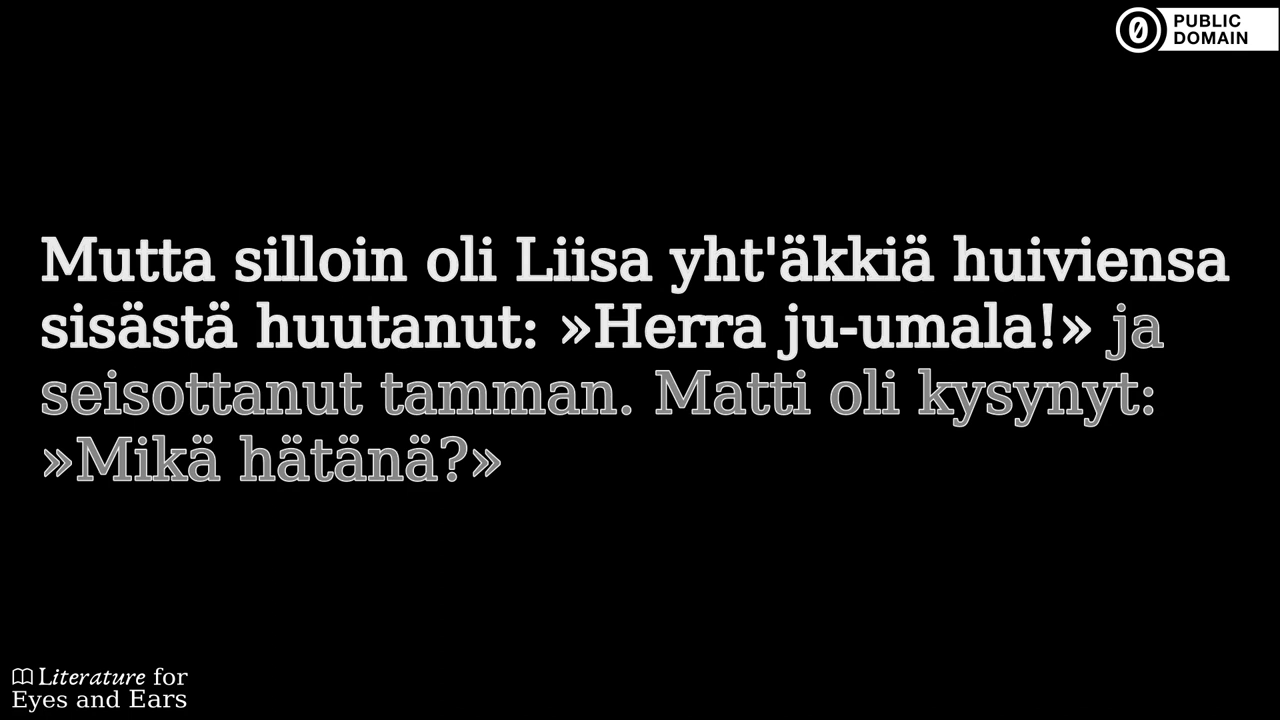 PUBLIC
DOMAIN
Mutta silloin oli Liisa yht'äkkiä huiviensa
sisästä huutanut: »Herra ju-umala!» ja
seisottanut tamman. Matti oli kysynyt:
»Mikä hätänä?»
Literature for
Eyes and Ears